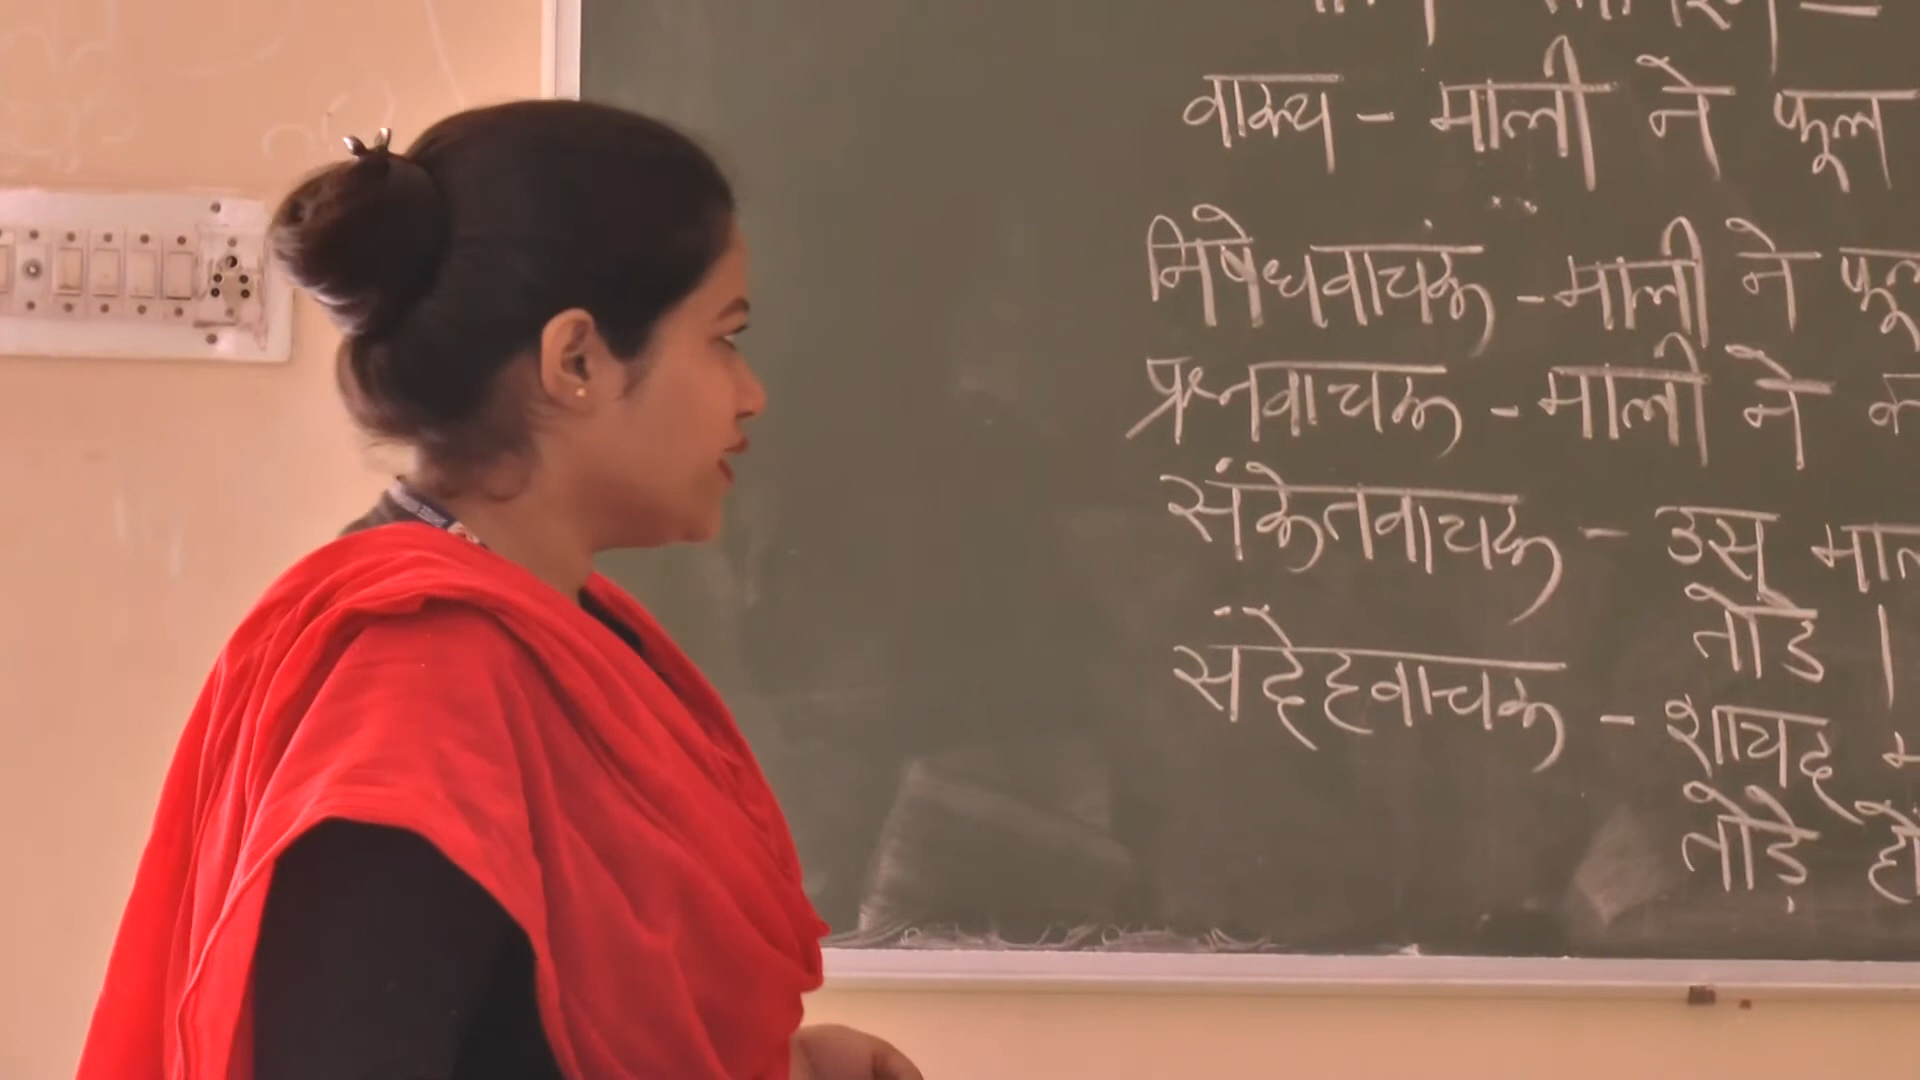 वाक्य - माली ने फूल
निषेधवाचक - माली ने फूल
प्रश्नवाचक - माली ने
संकेतवाचक - उस
तोडे ।
संदेहवाचक - शायद
तोड़े